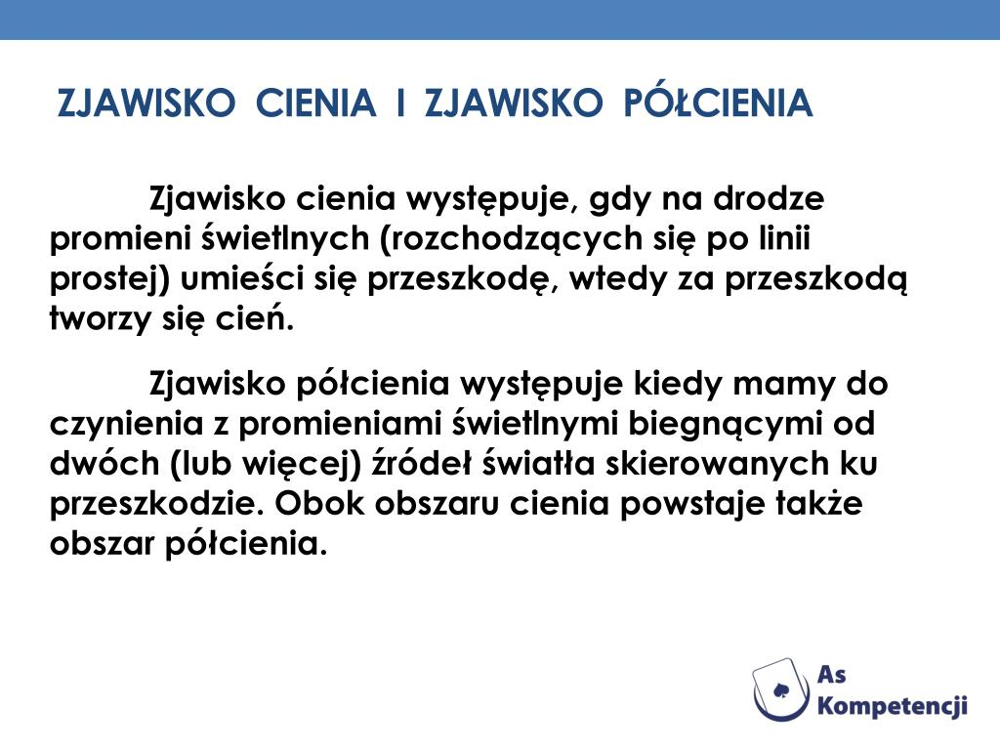 ZJAWISKO CIENIA I ZJAWISKO PÓŁCIENIA
Zjawisko cienia występuje, gdy na drodze
promieni świetlnych (rozchodzących się po linii
prostej) umieści się przeszkodę, wtedy za przeszkodą
tworzy się cień.
Zjawisko półcienia występuje kiedy mamy do
czynienia z promieniami świetlnymi biegnącymi od
dwóch (lub więcej) źródeł światła skierowanych ku
przeszkodzie. Obok obszaru cienia powstaje także
obszar półcienia.
As
Kompetencji